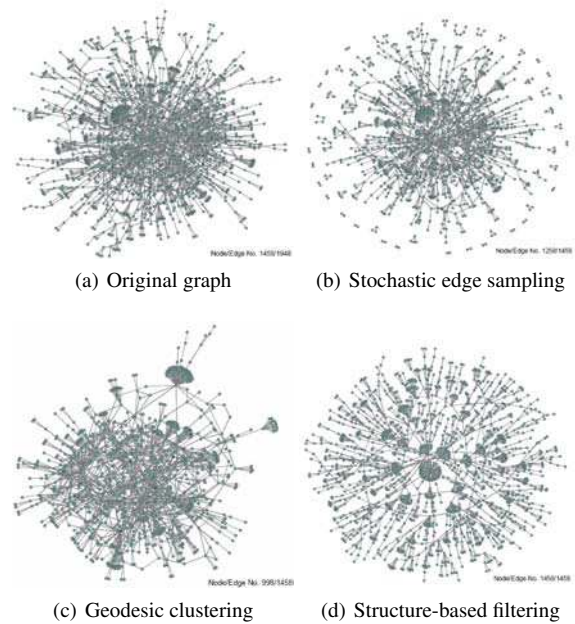 Node/Edge No. 1459/1948
(a) Original graph
Node/Edge No. 1259/1459
(b) Stochastic edge sampling
Node/Edge No. 998/1459
(c) Geodesic clustering
Node/Edge No. 1459/1458
(d) Structure-based filtering